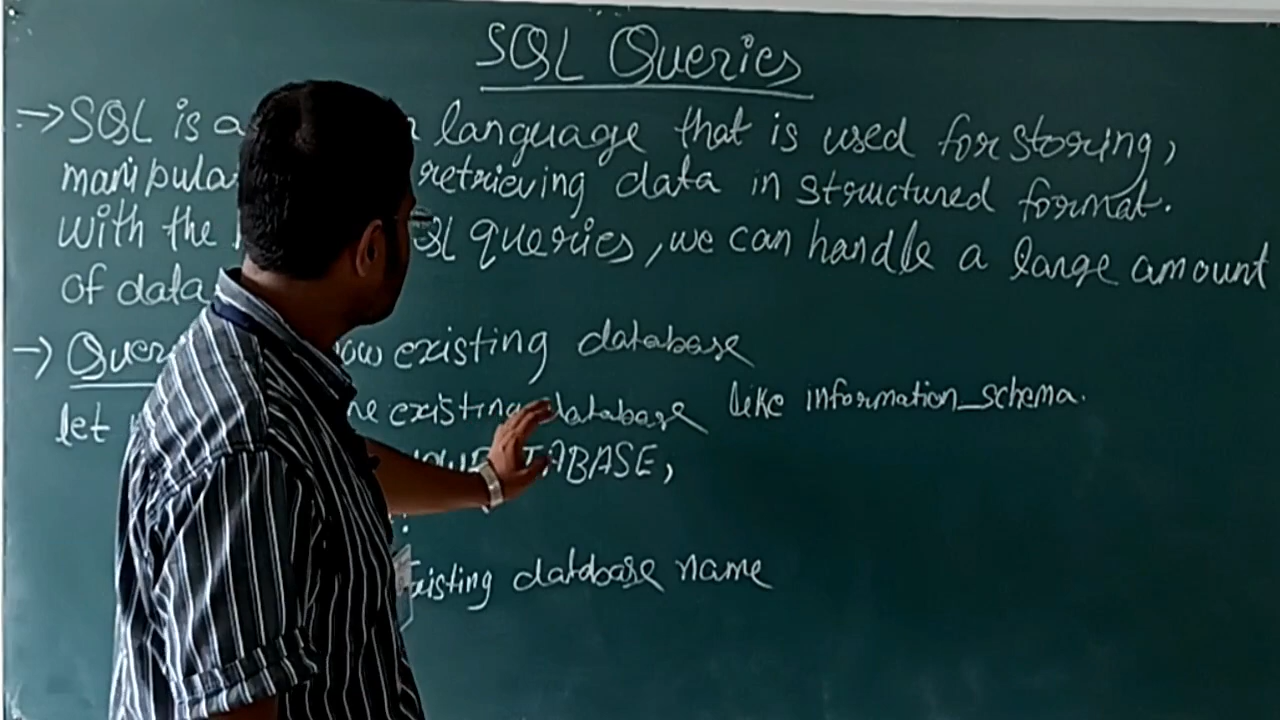 SQL Queries
→ SQL is a language that is used for storing,
manipula retrieving data in structured format.
With the QL queries, we can handle a large amount
of data
→ Quer ow existing database
let existing database like information_schema.
TABASE;
:
Existing database name